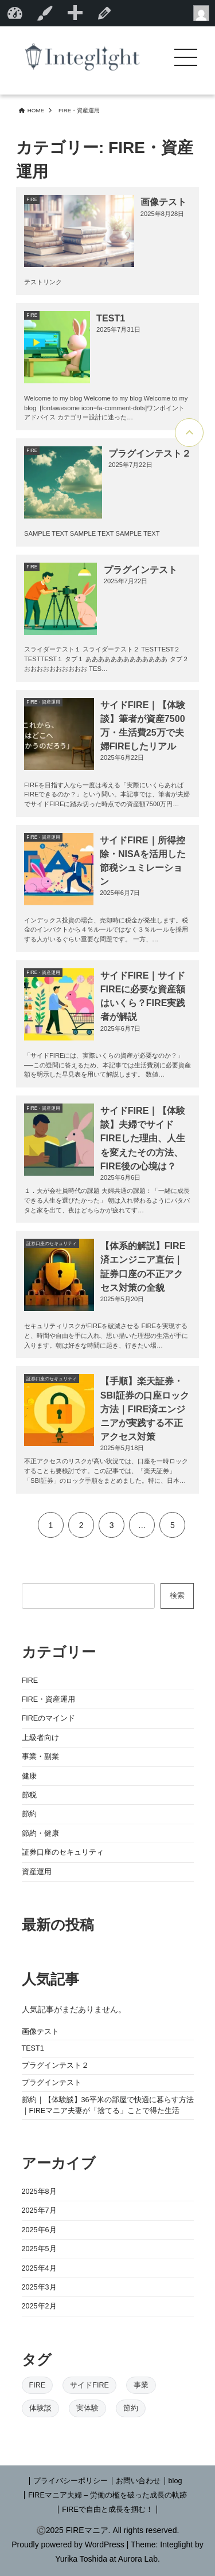 Integlight
HOME > FIRE・資産運用
カテゴリー: FIRE・資産
運用
FIRE
画像テスト
2025年8月28日
テストリンク
FIRE
TEST1
2025年7月31日
Welcome to my blog Welcome to my blog Welcome to my
blog [fontawesome icon=fa-comment-dots]ワンポイント
アドバイス カテゴリー設計に迷った…
FIRE
プラグインテスト２
2025年7月22日
SAMPLE TEXT SAMPLE TEXT SAMPLE TEXT
FIRE
プラグインテスト
2025年7月22日
スライダーテスト１ スライダーテスト２ TESTTEST２
TESTTEST１ タブ１ あああああああああああああ タブ２
おおおおおおおおおお TES…
FIRE・資産運用
これから、
はどこへ
かうのだろう」
サイドFIRE｜【体験
談】筆者が資産7500
万・生活費25万で夫
婦FIREしたリアル
2025年6月22日
FIREを目指す人なら一度は考える「実際にいくらあれば
FIREできるのか？」という問い。本記事では、筆者が夫婦
でサイドFIREに踏み切った時点での資産額7500万円…
FIRE・資産運用
サイドFIRE｜所得控
除・NISAを活用した
節税シュミレーショ
ン
2025年6月7日
インデックス投資の場合、売却時に税金が発生します。税
金のインパクトから４％ルールではなく３％ルールを採用
する人がいるぐらい重要な問題です。 一方、…
FIRE・資産運用
サイドFIRE｜サイド
FIREに必要な資産額
はいくら？FIRE実践
者が解説
2025年6月7日
「サイドFIREには、実際いくらの資産が必要なのか？」
──この疑問に答えるため、本記事では生活費別に必要資産
額を明示した早見表を用いて解説します。 数値…
FIRE・資産運用
サイドFIRE｜【体験
談】夫婦でサイド
FIREした理由、人生
を変えたその方法、
FIRE後の心境は？
2025年6月6日
１．夫が会社員時代の課題 夫婦共通の課題：「一緒に成長
できる人生を選びたかった」 朝は入れ替わるようにバタバ
タと家を出て、夜はどちらかが疲れてす…
証券口座のセキュリティ
【体系的解説】FIRE
済エンジニア直伝｜
証券口座の不正アク
セス対策の全貌
2025年5月20日
セキュリティリスクがFIREを破滅させる FIREを実現する
と、時間や自由を手に入れ、思い描いた理想の生活が手に
入ります。朝は好きな時間に起き、行きたい場…
証券口座のセキュリティ
【手順】楽天証券・
SBI証券の口座ロック
方法｜FIRE済エンジ
ニアが実践する不正
アクセス対策
2025年5月18日
不正アクセスのリスクが高い状況では、口座を一時ロック
することも要検討です。この記事では、「楽天証券」
「SBI証券」のロック手順をまとめました。特に、日本…
1 2 3 … 5
検索
カテゴリー
FIRE
FIRE・資産運用
FIREのマインド
上級者向け
事業・副業
健康
節税
節約
節約・健康
証券口座のセキュリティ
資産運用
最新の投稿
人気記事
人気記事がまだありません。
画像テスト
TEST1
プラグインテスト２
プラグインテスト
節約｜【体験談】36平米の部屋で快適に暮らす方法
｜FIREマニア夫妻が「捨てる」ことで得た生活
アーカイブ
2025年8月
2025年7月
2025年6月
2025年5月
2025年4月
2025年3月
2025年2月
タグ
FIRE サイドFIRE 事業
体験談 実体験 節約
｜プライバシーポリシー｜お問い合わせ｜blog
｜FIREマニア夫婦 – 労働の檻を破った成長の軌跡
｜FIREで自由と成長を掴む！｜
Ⓒ2025 FIREマニア. All rights reserved.
Proudly powered by WordPress | Theme: Integlight by
Yurika Toshida at Aurora Lab.